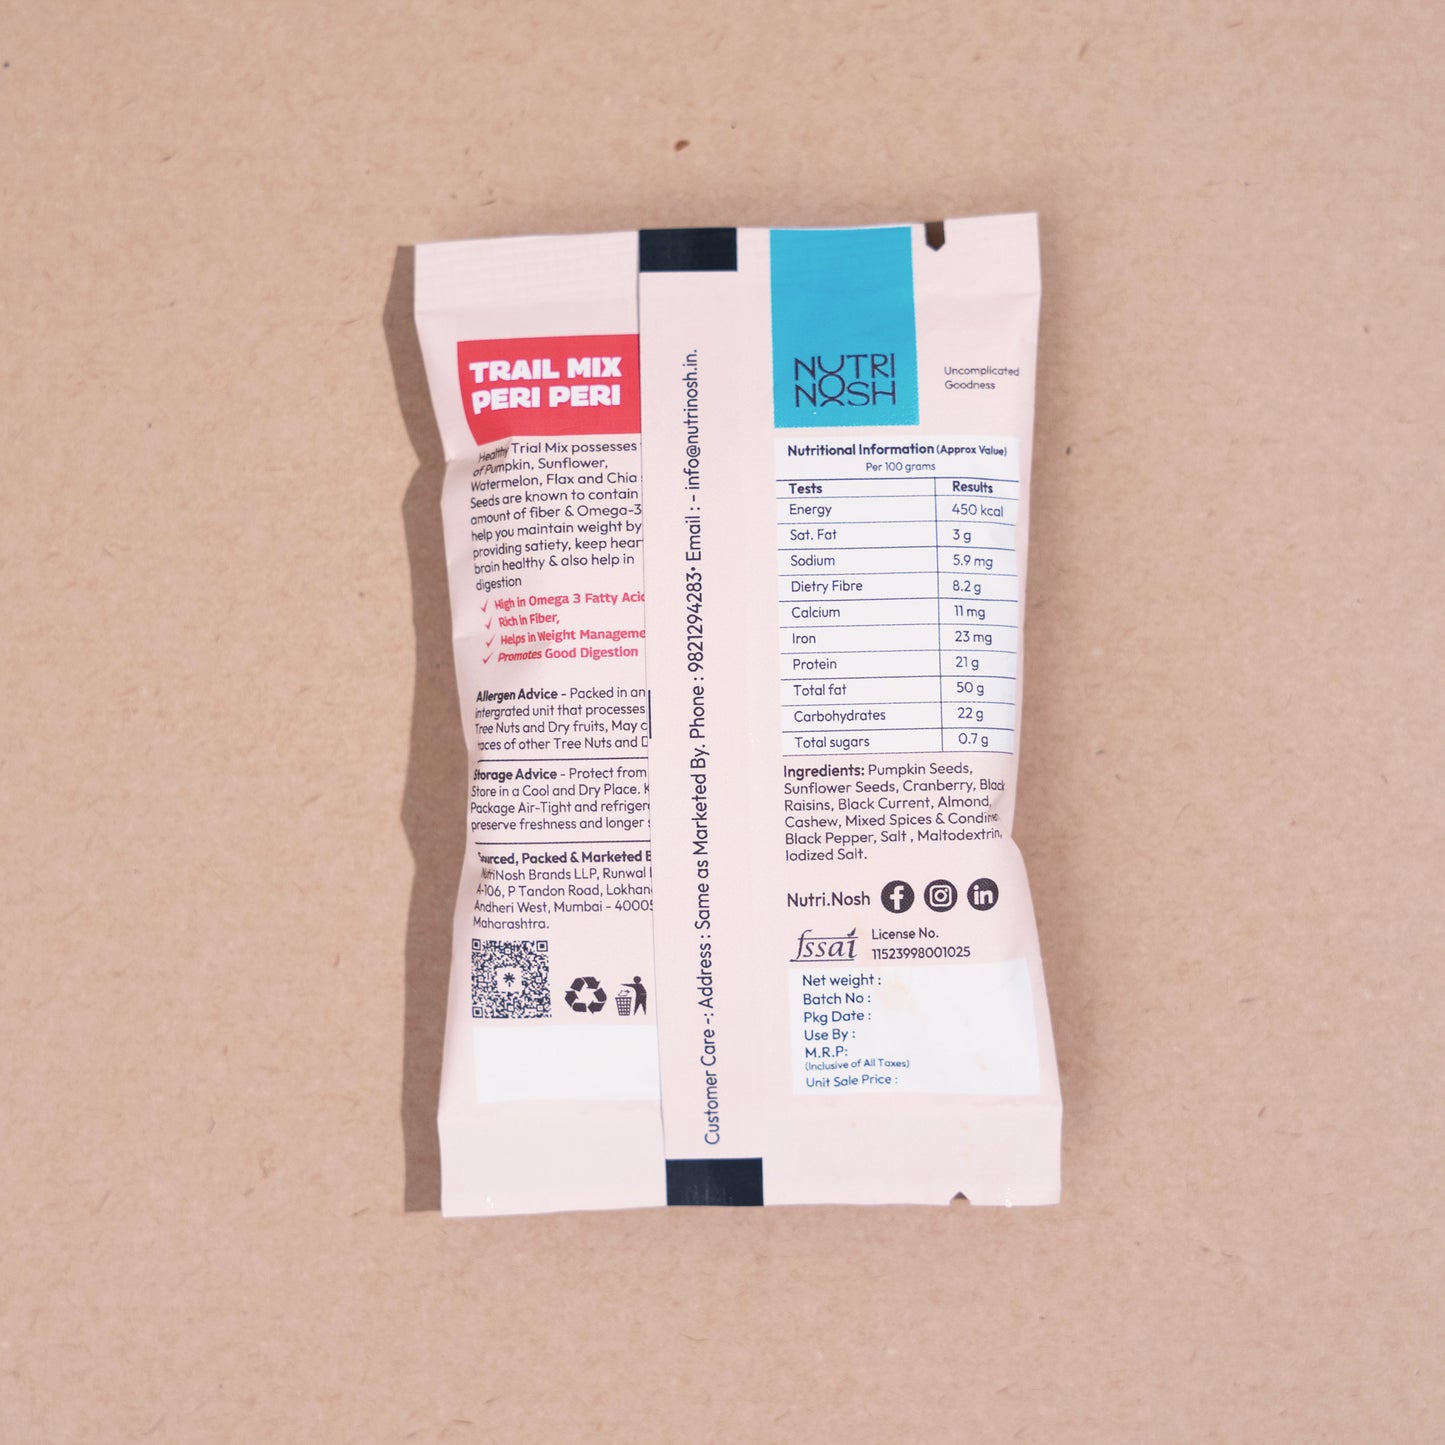 TRAIL MIX
PERI PERI
Healthy Trial Mix possesses
of Pumpkin, Sunflower,
Watermelon, Flax and Chia
Seeds are known to contain
amount of fiber & Omega-3
help you maintain weight by
providing satiety, keep hear
brain healthy & also help in
digestion
✓ High in Omega 3 Fatty Acid
✓ Rich in Fiber,
✓ Helps in Weight Manageme
✓ Promotes Good Digestion
Allergen Advice - Packed in an
intergrated unit that processes
Tree Nuts and Dry fruits, May c
races of other Tree Nuts and D
Storage Advice - Protect from
Store in a Cool and Dry Place. K
Package Air-Tight and refriger
preserve freshness and longer s
Sourced, Packed & Marketed B
NutriNosh Brands LLP, Runwal
A-106, P Tandon Road, Lokhan
Andheri West, Mumbai - 40005
Maharashtra.
Customer Care -: Address : Same as Marketed By. Phone : 9821294283• Email : - info@nutrinosh.in.
NUTRI
NOSH
Uncomplicated
Goodness
Nutritional Information (Approx Value)
Per 100 grams
Tests Results
Energy 450 kcal
Sat. Fat 3 g
Sodium 5.9 mg
Dietry Fibre 8.2 g
Calcium 11 mg
Iron 23 mg
Protein 21 g
Total fat 50 g
Carbohydrates 22 g
Total sugars 0.7 g
Ingredients: Pumpkin Seeds,
Sunflower Seeds, Cranberry, Black
Raisins, Black Current, Almond,
Cashew, Mixed Spices & Condime
Black Pepper, Salt , Maltodextrin,
Iodized Salt.
Nutri.Nosh f in
fssai License No.
11523998001025
Net weight :
Batch No :
Pkg Date :
Use By :
M.R.P:
(Inclusive of All Taxes)
Unit Sale Price :